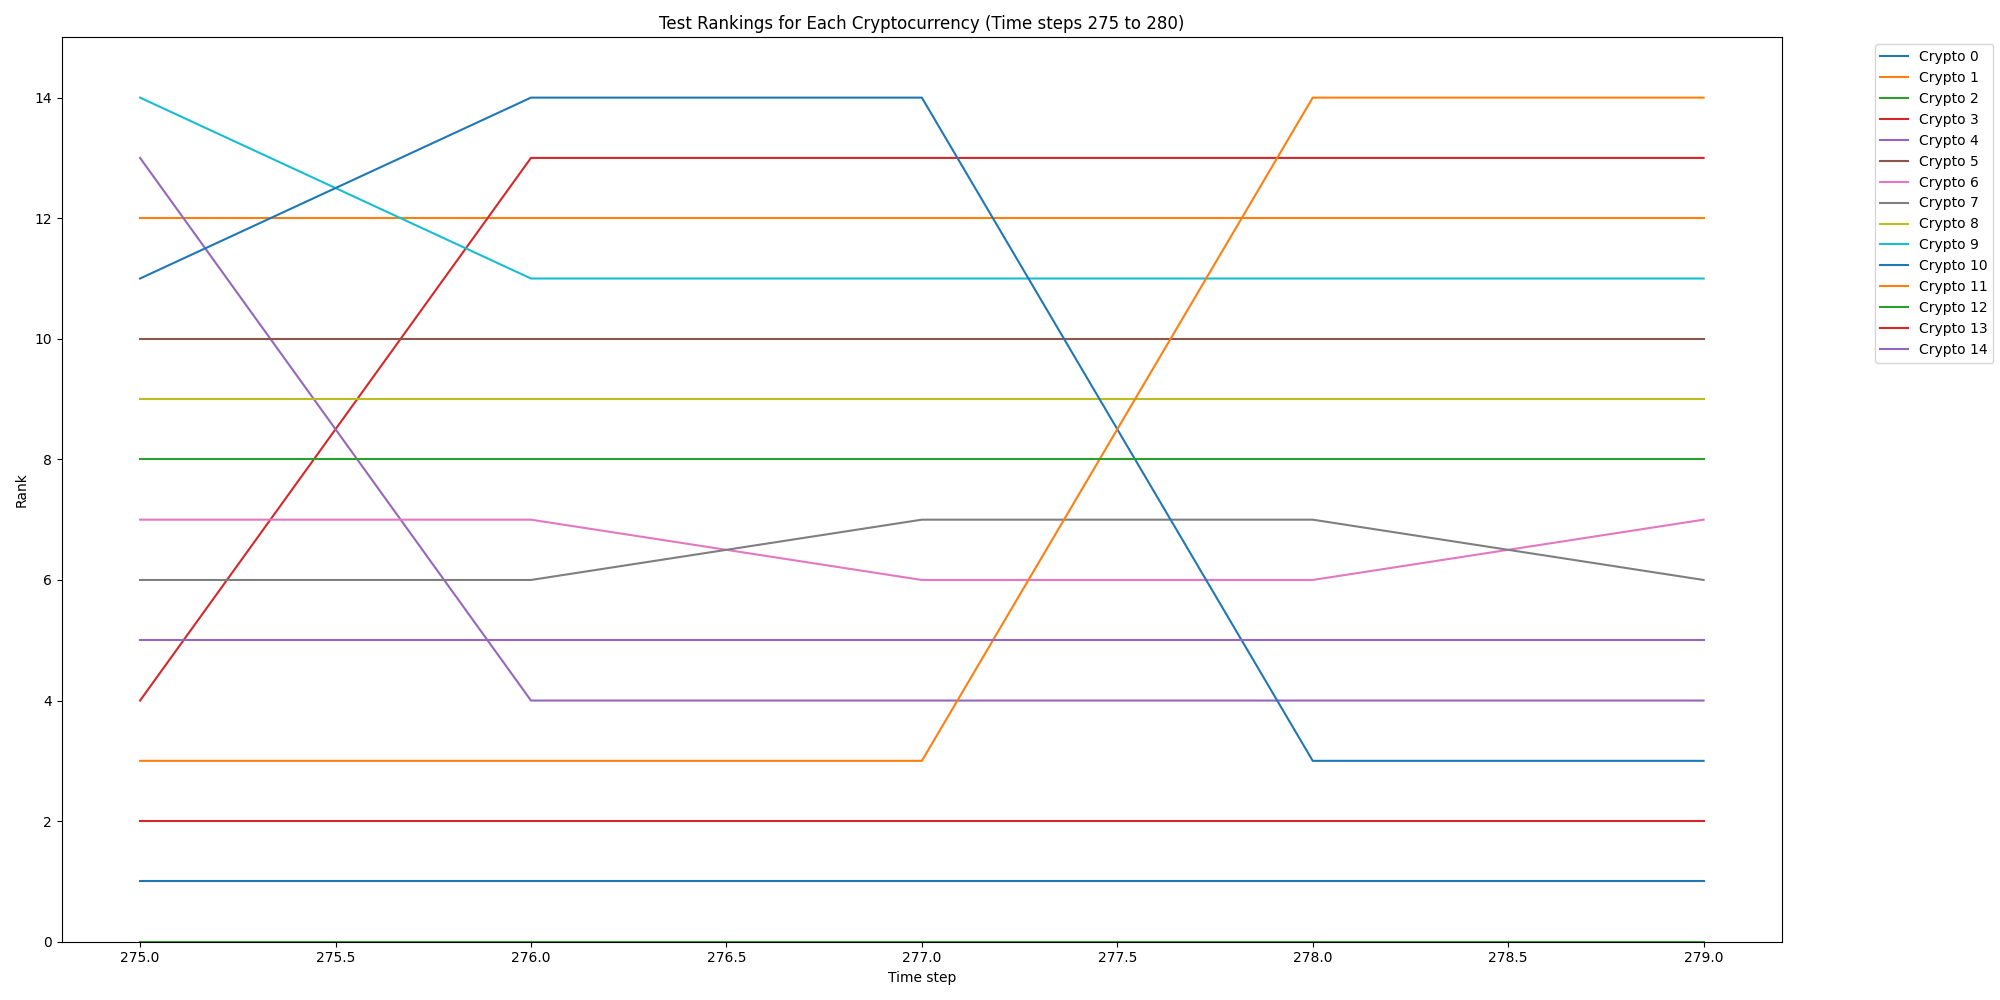 Test Rankings for Each Cryptocurrency (Time steps 275 to 280)
14
12
10
8
6
4
2
0
Rank
275.0 275.5 276.0 276.5 277.0 277.5 278.0 278.5 279.0
Time step
Crypto 0
Crypto 1
Crypto 2
Crypto 3
Crypto 4
Crypto 5
Crypto 6
Crypto 7
Crypto 8
Crypto 9
Crypto 10
Crypto 11
Crypto 12
Crypto 13
Crypto 14